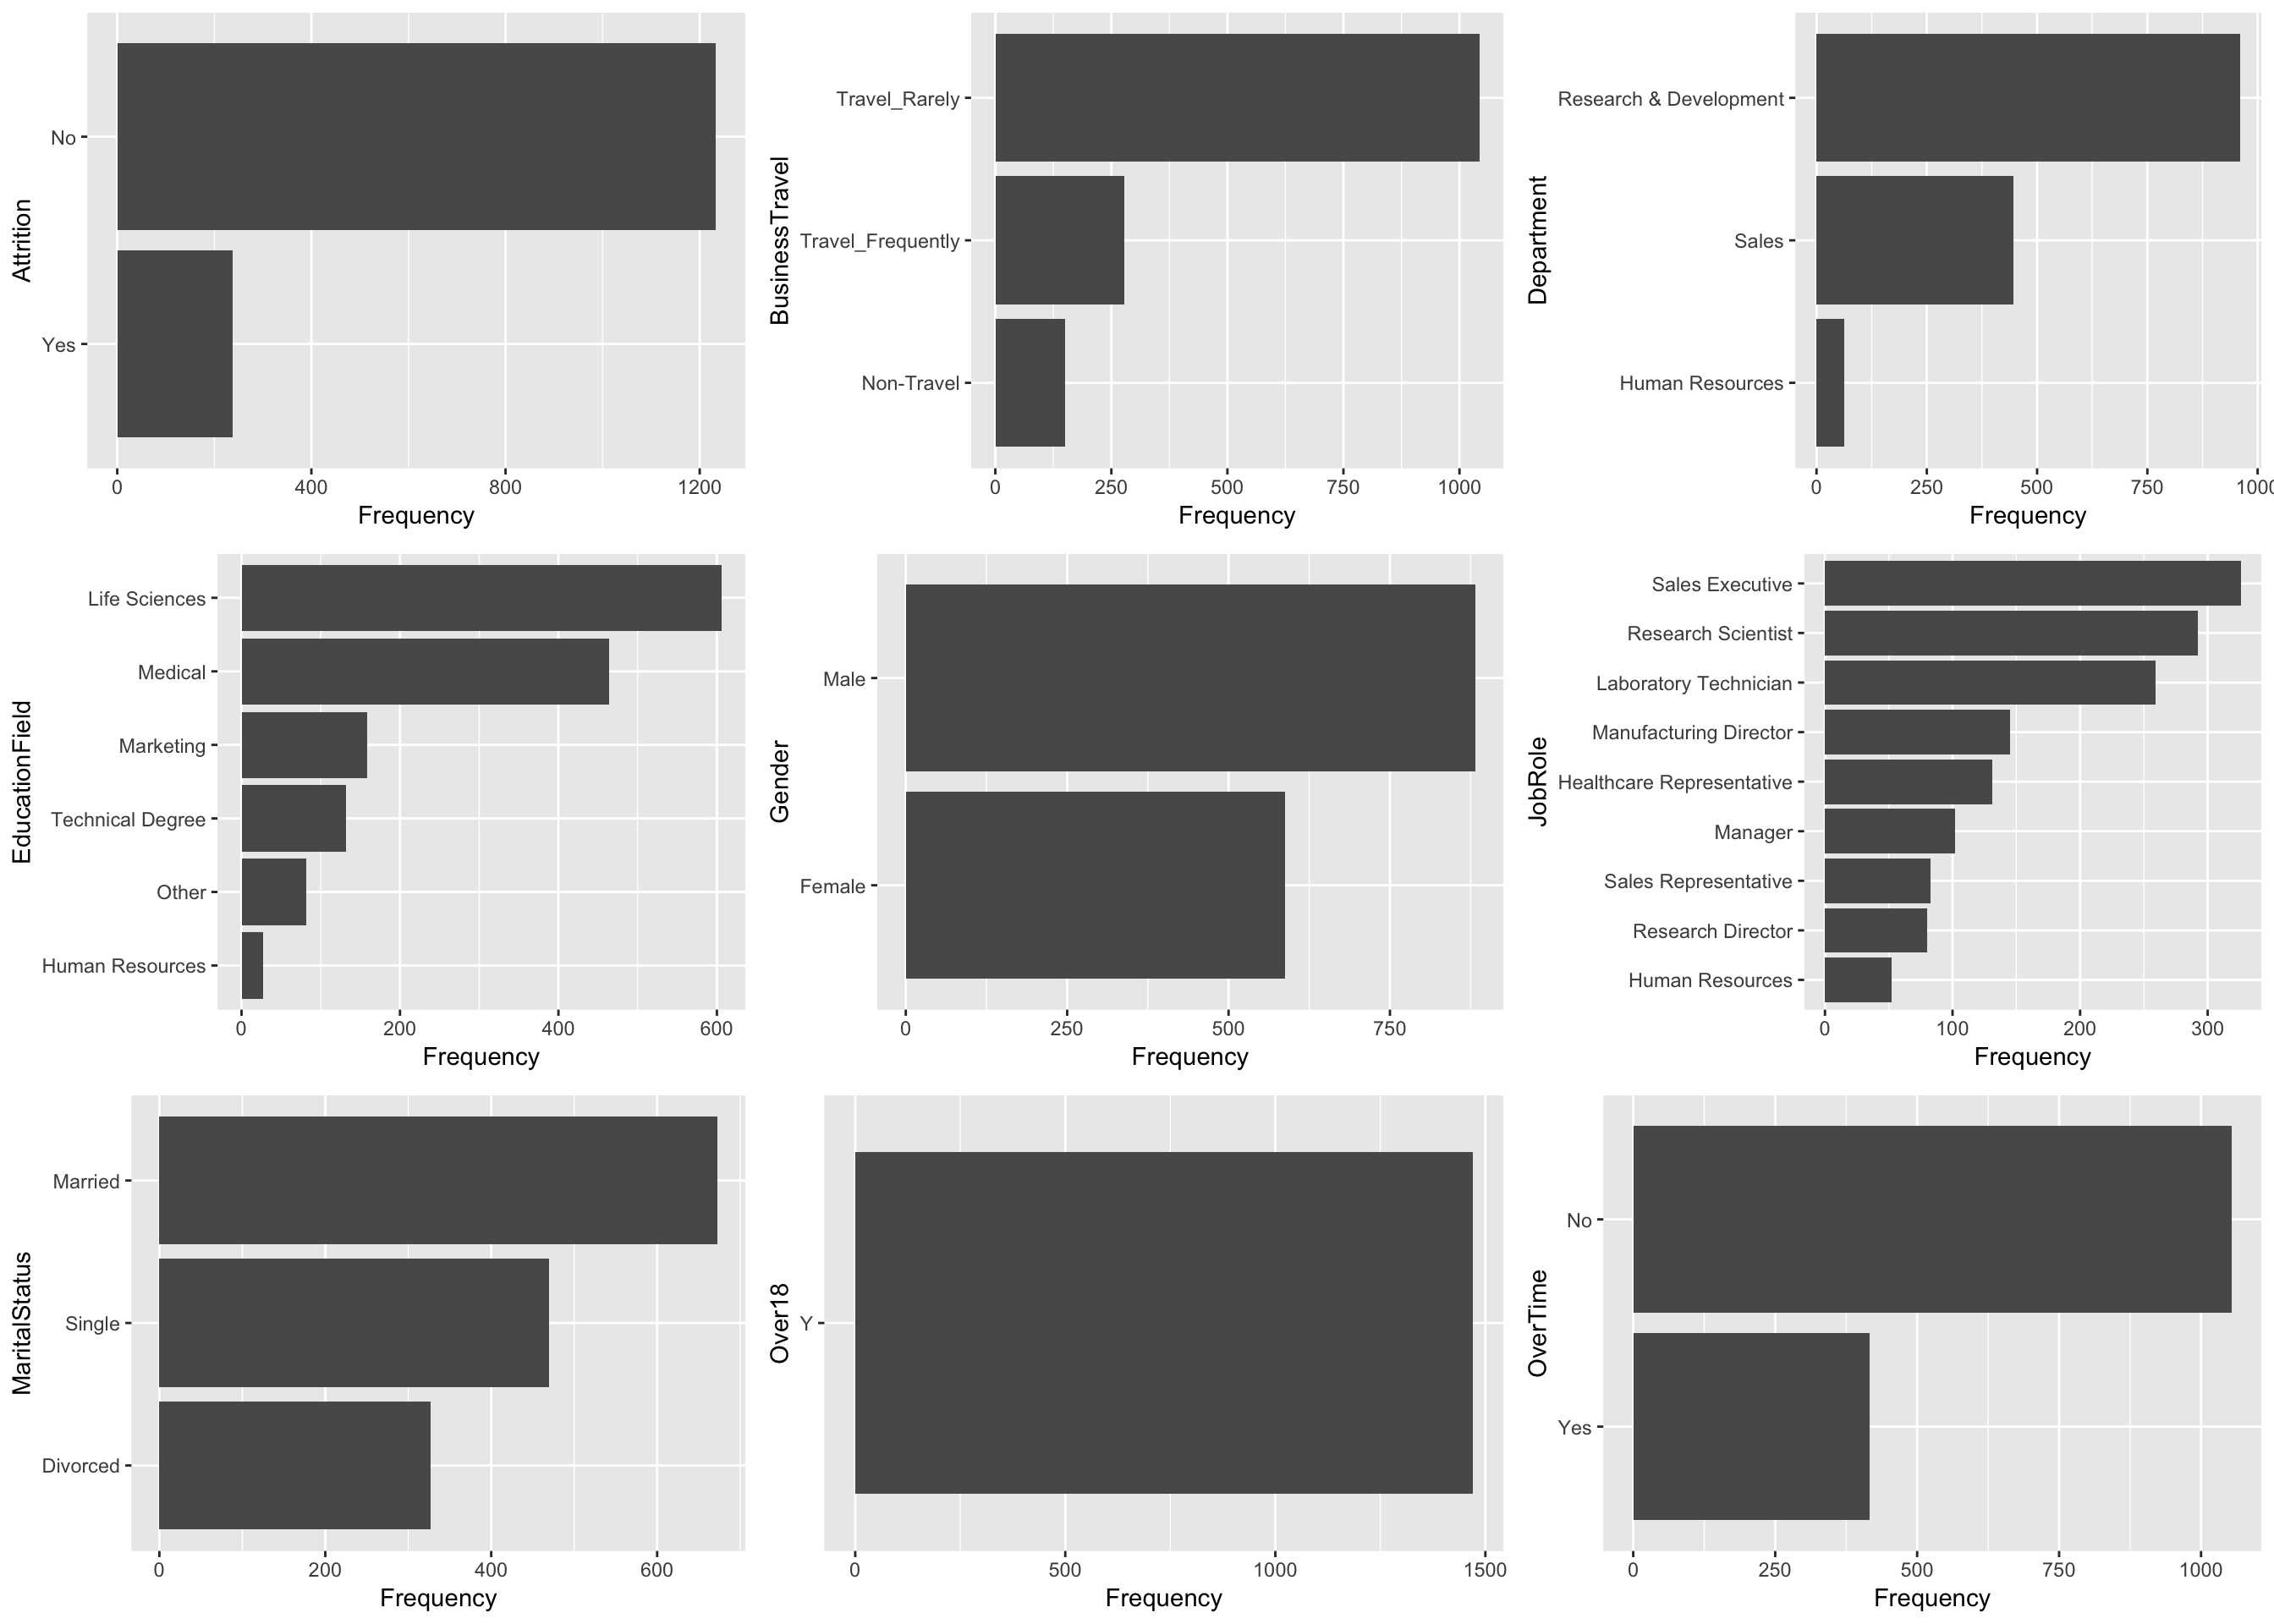 Attrition
No
Yes
0 400 800 1200
Frequency
BusinessTravel
Travel_Rarely
Travel_Frequently
Non-Travel
0 250 500 750 1000
Frequency
Department
Research & Development
Sales
Human Resources
0 250 500 750 1000
Frequency
EducationField
Life Sciences
Medical
Marketing
Technical Degree
Other
Human Resources
0 200 400 600
Frequency
Gender
Male
Female
0 250 500 750
Frequency
JobRole
Sales Executive
Research Scientist
Laboratory Technician
Manufacturing Director
Healthcare Representative
Manager
Sales Representative
Research Director
Human Resources
0 100 200 300
Frequency
MaritalStatus
Married
Single
Divorced
0 200 400 600
Frequency
Over18
Y
0 500 1000 1500
Frequency
OverTime
No
Yes
0 250 500 750 1000
Frequency